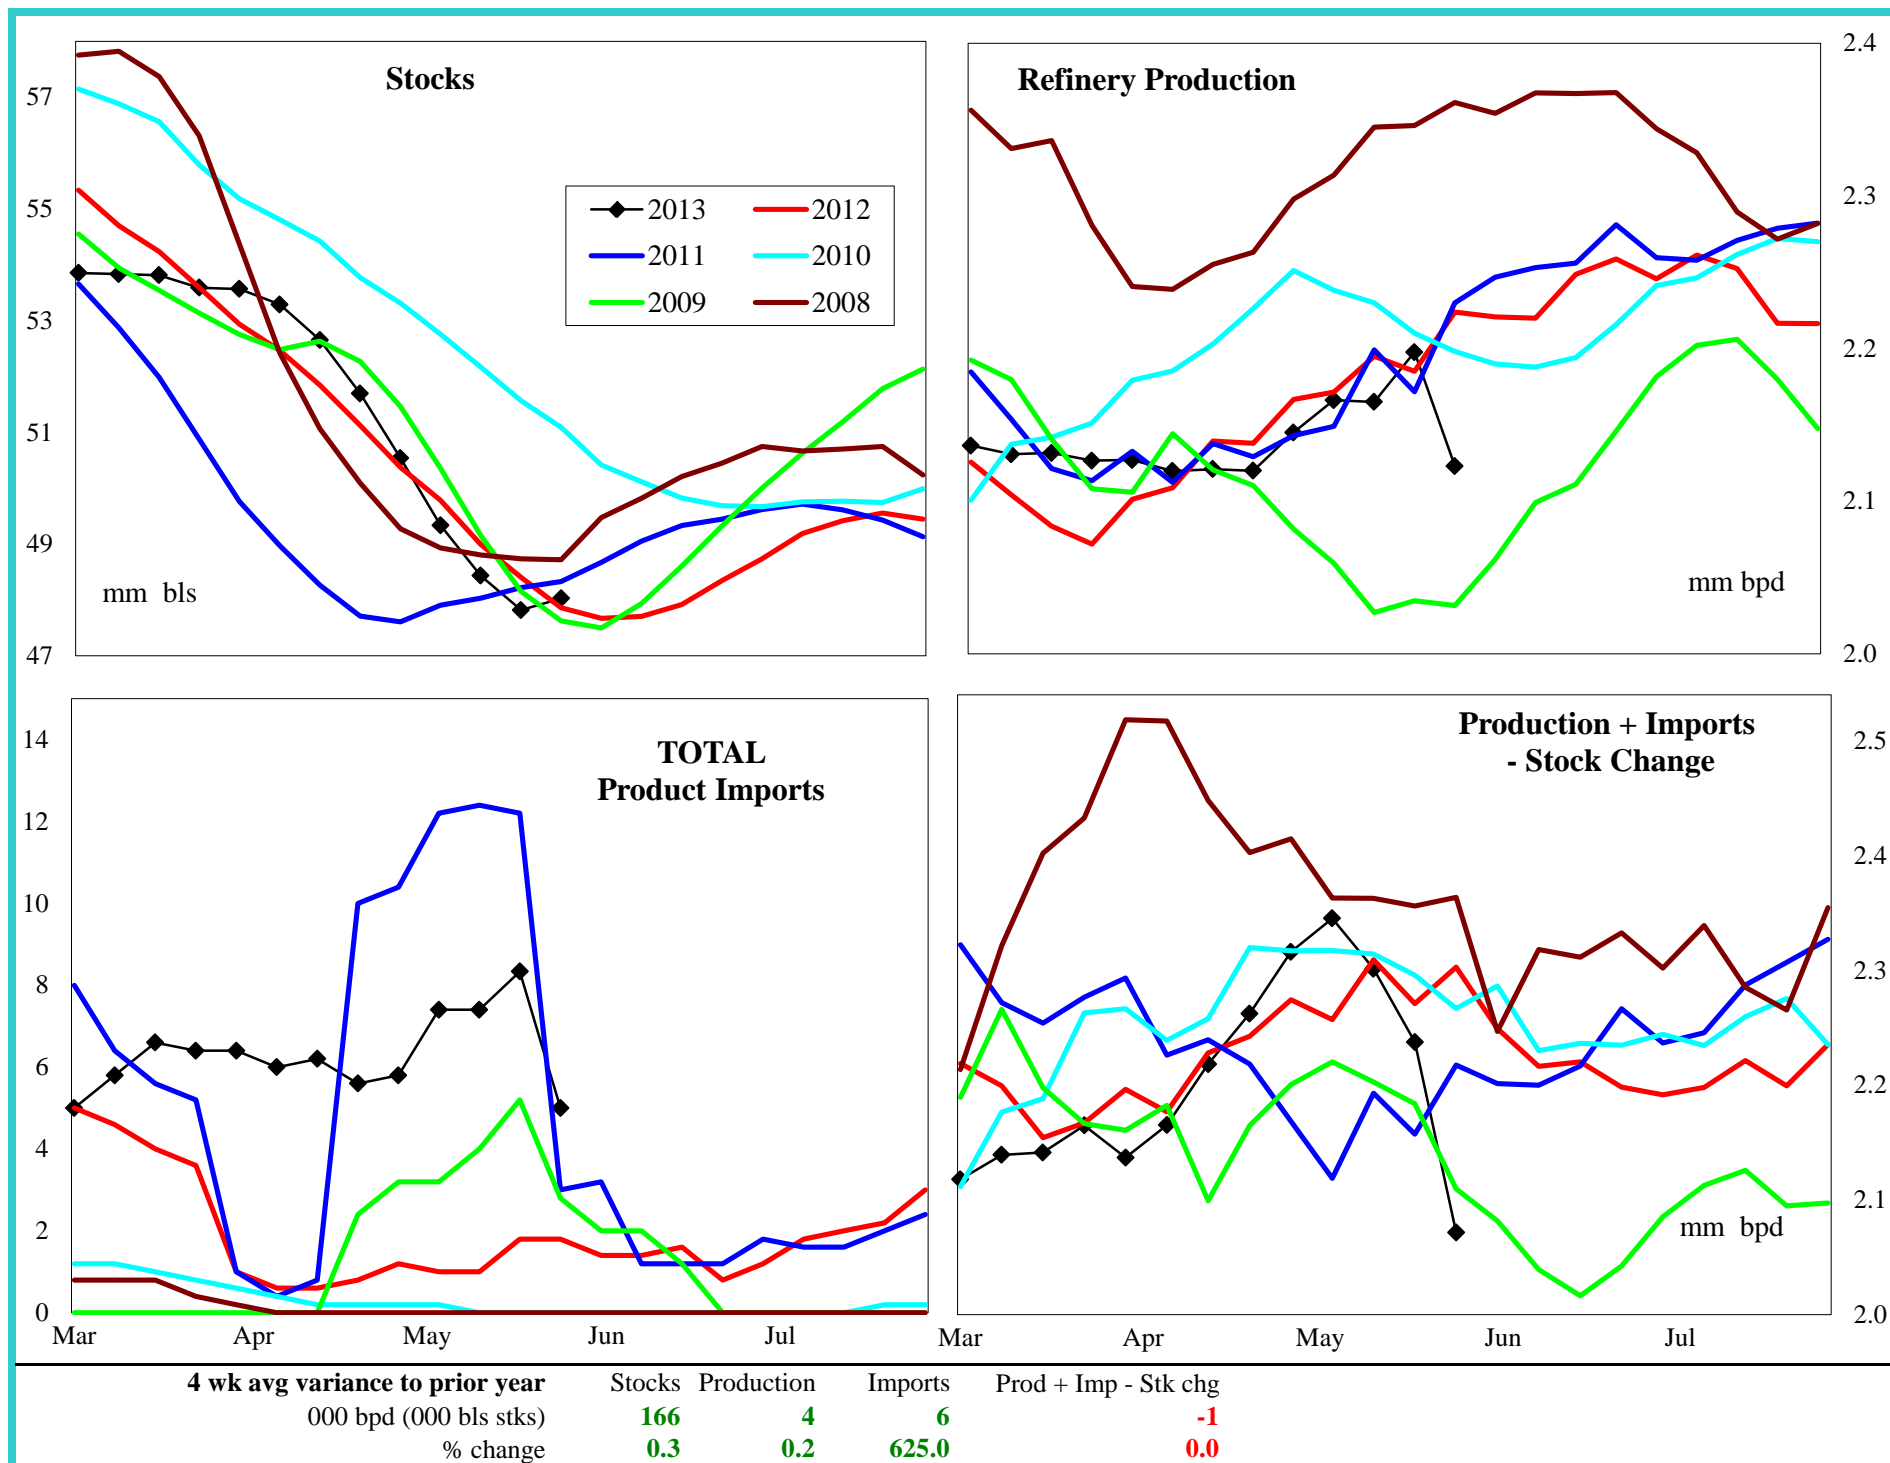 Stocks
57
55
53
51
49
47
2013
2012
2011
2010
2009
2008
mm bls
Refinery Production
2.4
2.3
2.2
2.1
2.0
mm bpd
TOTAL
Product Imports
14
12
10
8
6
4
2
0
Mar
Apr
May
Jun
Jul
Production + Imports
- Stock Change
2.5
2.4
2.3
2.2
2.1
2.0
mm bpd
Mar
Apr
May
Jun
Jul
4 wk avg variance to prior year Stocks Production Imports Prod + Imp - Stk chg
000 bpd (000 bls stks) 166 4 6 -1
% change 0.3 0.2 625.0 0.0